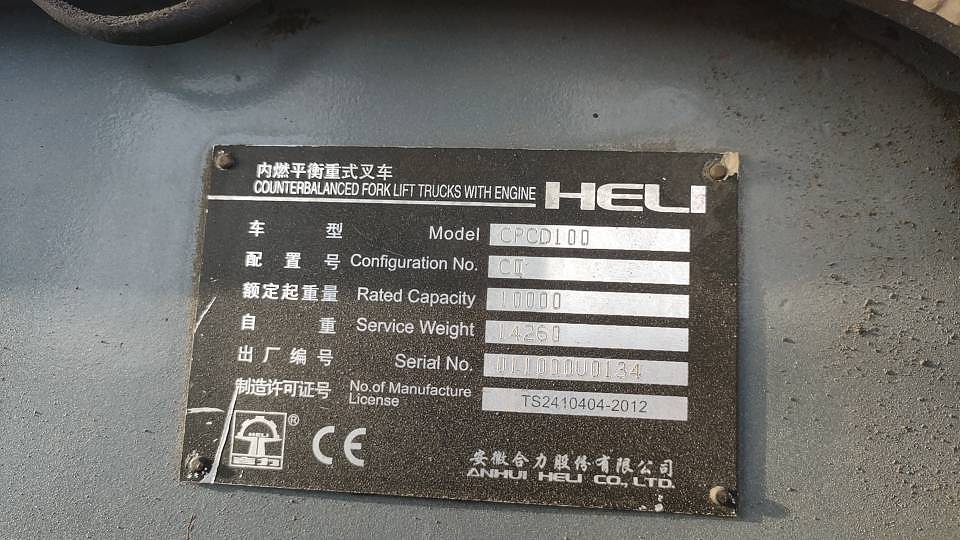 内燃平衡重式叉车
COUNTERBALANCED FORK LIFT TRUCKS WITH ENGINE HELI
车型 Model CPCD100
配置号 Configuration No.
额定起重量 Rated Capacity 10000
自重 Service Weight 14260
出厂编号 Serial No.
制造许可证号 No.of Manufacture License TS2410404-2012
HELI ®
合力 CE
安徽合力股份有限公司
ANHUI HELI CO., LTD.